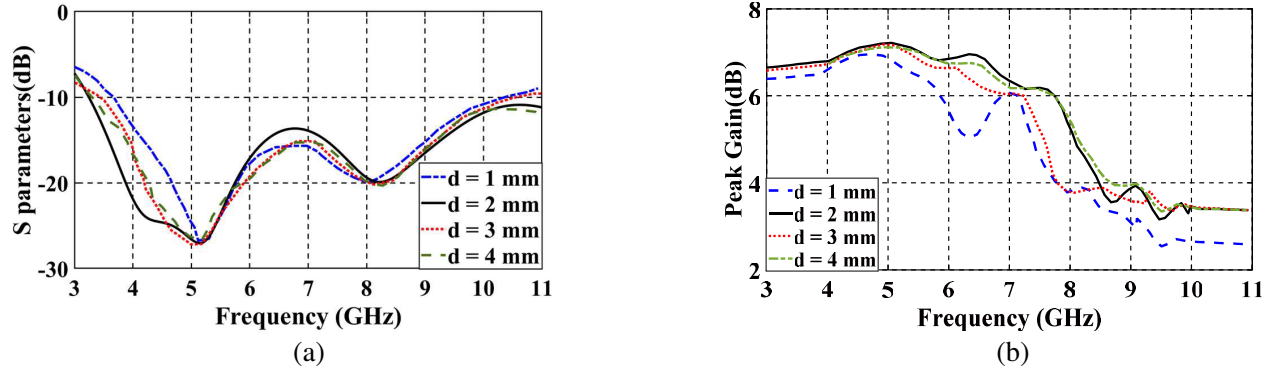 0
-10
-20
-30
S parameters(dB)
3 4 5 6 7 8 9 10 11
Frequency (GHz)
d = 1 mm
d = 2 mm
d = 3 mm
d = 4 mm
(a)
8
6
4
2
Peak Gain(dB)
3 4 5 6 7 8 9 10 11
Frequency (GHz)
d = 1 mm
d = 2 mm
d = 3 mm
d = 4 mm
(b)